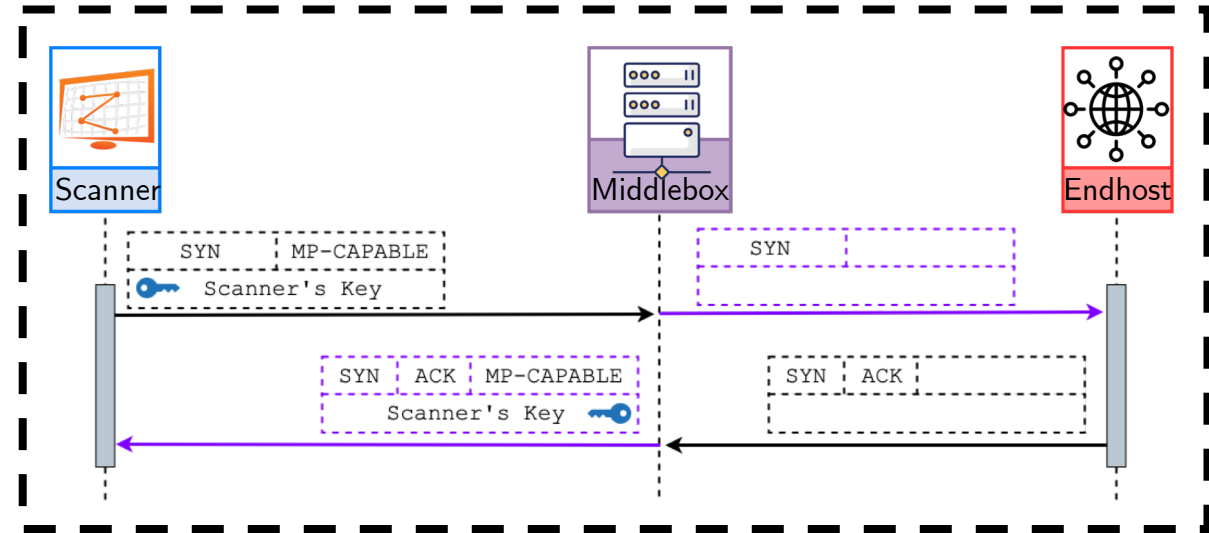 Scanner
Middlebox
Endhost
SYN MP-CAPABLE
Scanner's Key
SYN
SYN ACK MP-CAPABLE
Scanner's Key
SYN ACK